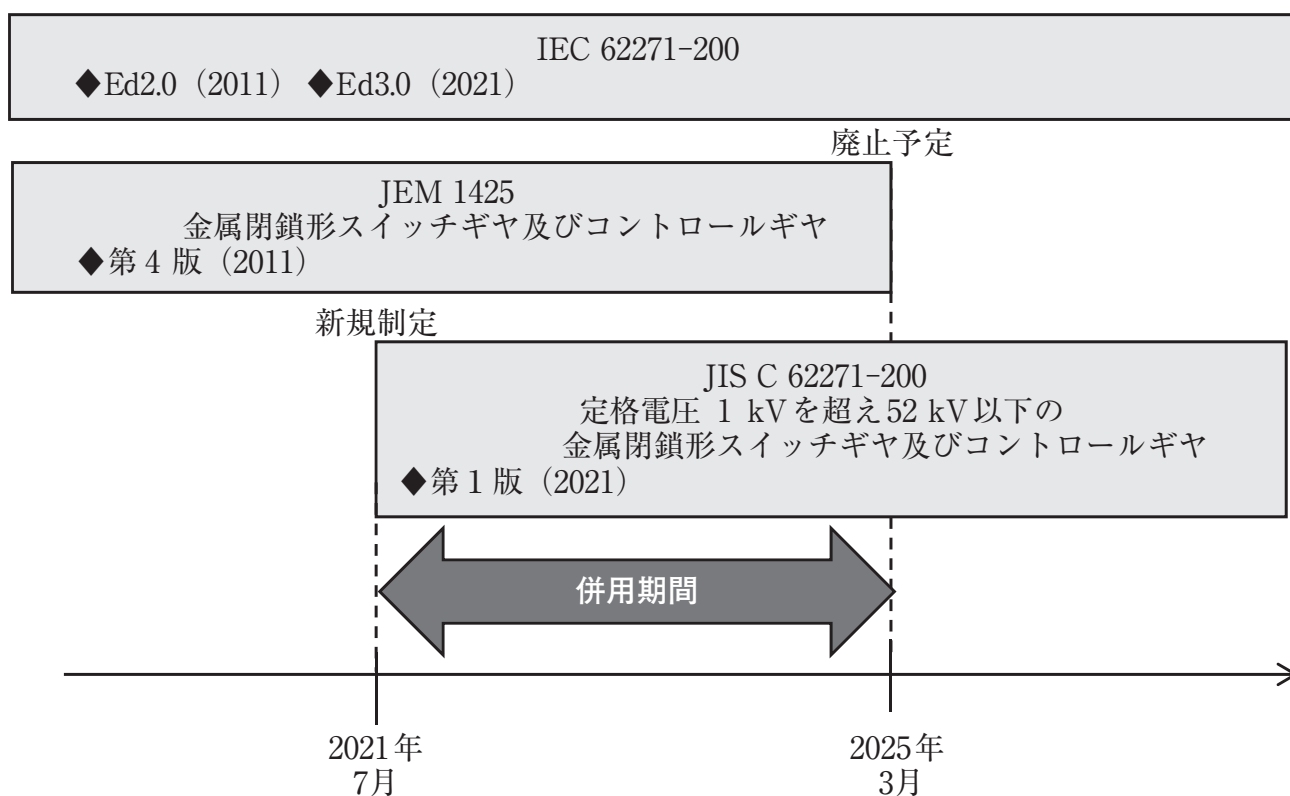 IEC 62271-200
◆Ed2.0（2011）◆Ed3.0（2021）
廃止予定
JEM 1425
金属閉鎖形スイッチギヤ及びコントロールギヤ
◆第4版（2011）
新規制定
JIS C 62271-200
定格電圧 1 kVを超え52 kV以下の
金属閉鎖形スイッチギヤ及びコントロールギヤ
◆第1版（2021）
併用期間
2021年
7月
2025年
3月